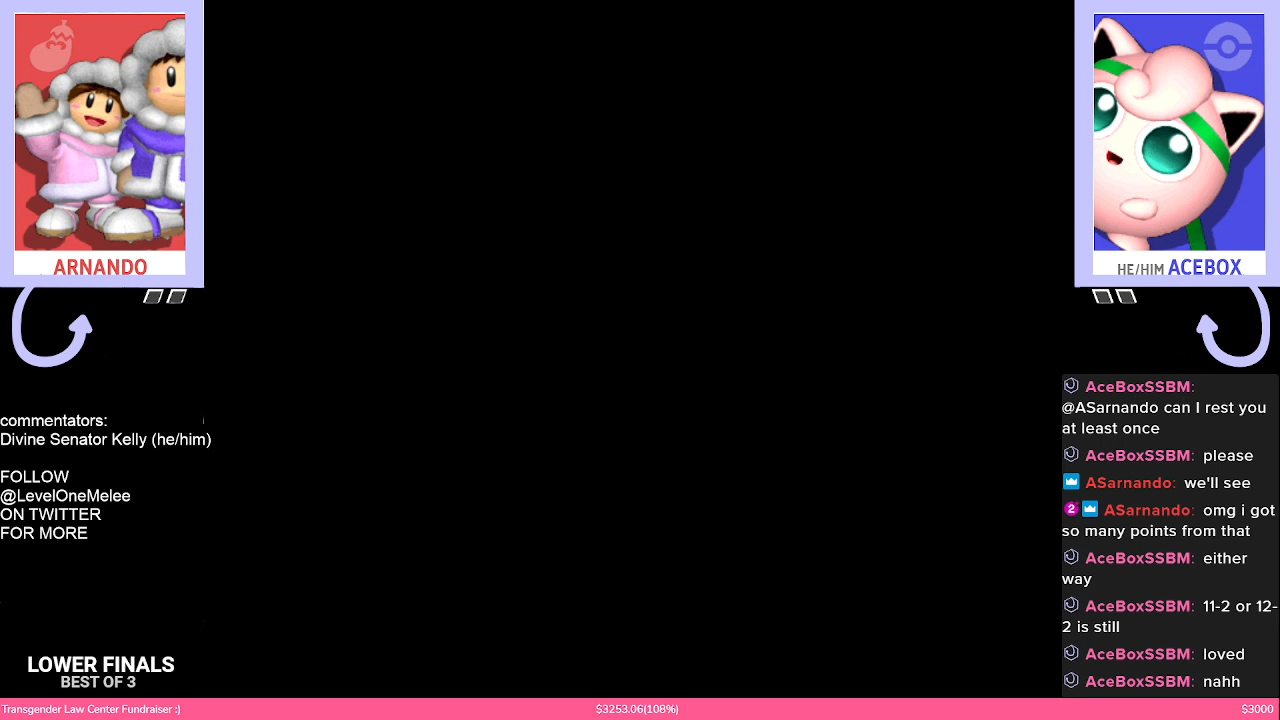 ARNANDO
HE/HIM ACEBOX
commentators:
Divine Senator Kelly (he/him)
FOLLOW
@LevelOneMelee
ON TWITTER
FOR MORE
LOWER FINALS
BEST OF 3
AceBoxSSBM:
@ASarnando can I rest you
at least once
AceBoxSSBM: please
ASarnando: we'll see
2 ASarnando: omg i got
so many points from that
AceBoxSSBM: either
way
AceBoxSSBM: 11-2 or 12-
2 is still
AceBoxSSBM: loved
AceBoxSSBM: nahh
Transgender Law Center Fundraiser :) $3253.06(108%) $3000